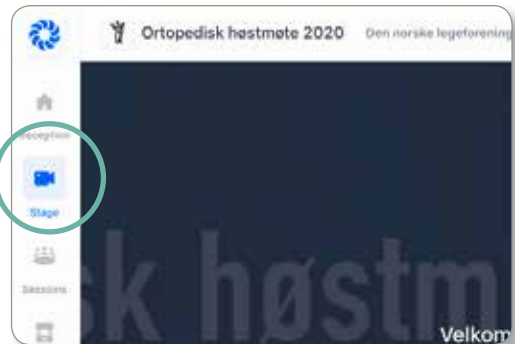 Ortopedisk høstmøte 2020 Den norske legeforening
Reception
Stage
Sessions
sk høstm
Velkom